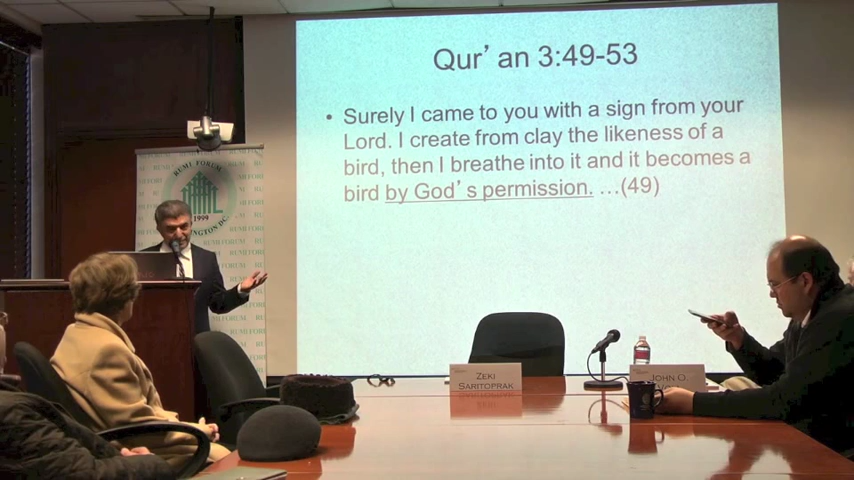 Qur' an 3:49-53
• Surely I came to you with a sign from your
Lord. I create from clay the likeness of a
bird, then I breathe into it and it becomes a
bird by God's permission. …(49)
RUMI FORUM
1999
ZEKI
SARITOPRAK
JOHN O.